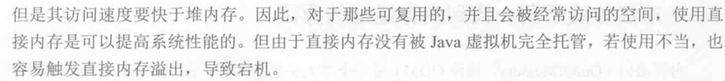 但是其访问速度要快于堆内存。因此，对于那些可复用的，并且会被经常访问的空间，使用直
接内存是可以提高系统性能的。但由于直接内存没有被 Java 虚拟机完全托管，若使用不当，也
容易触发直接内存溢出，导致宕机。